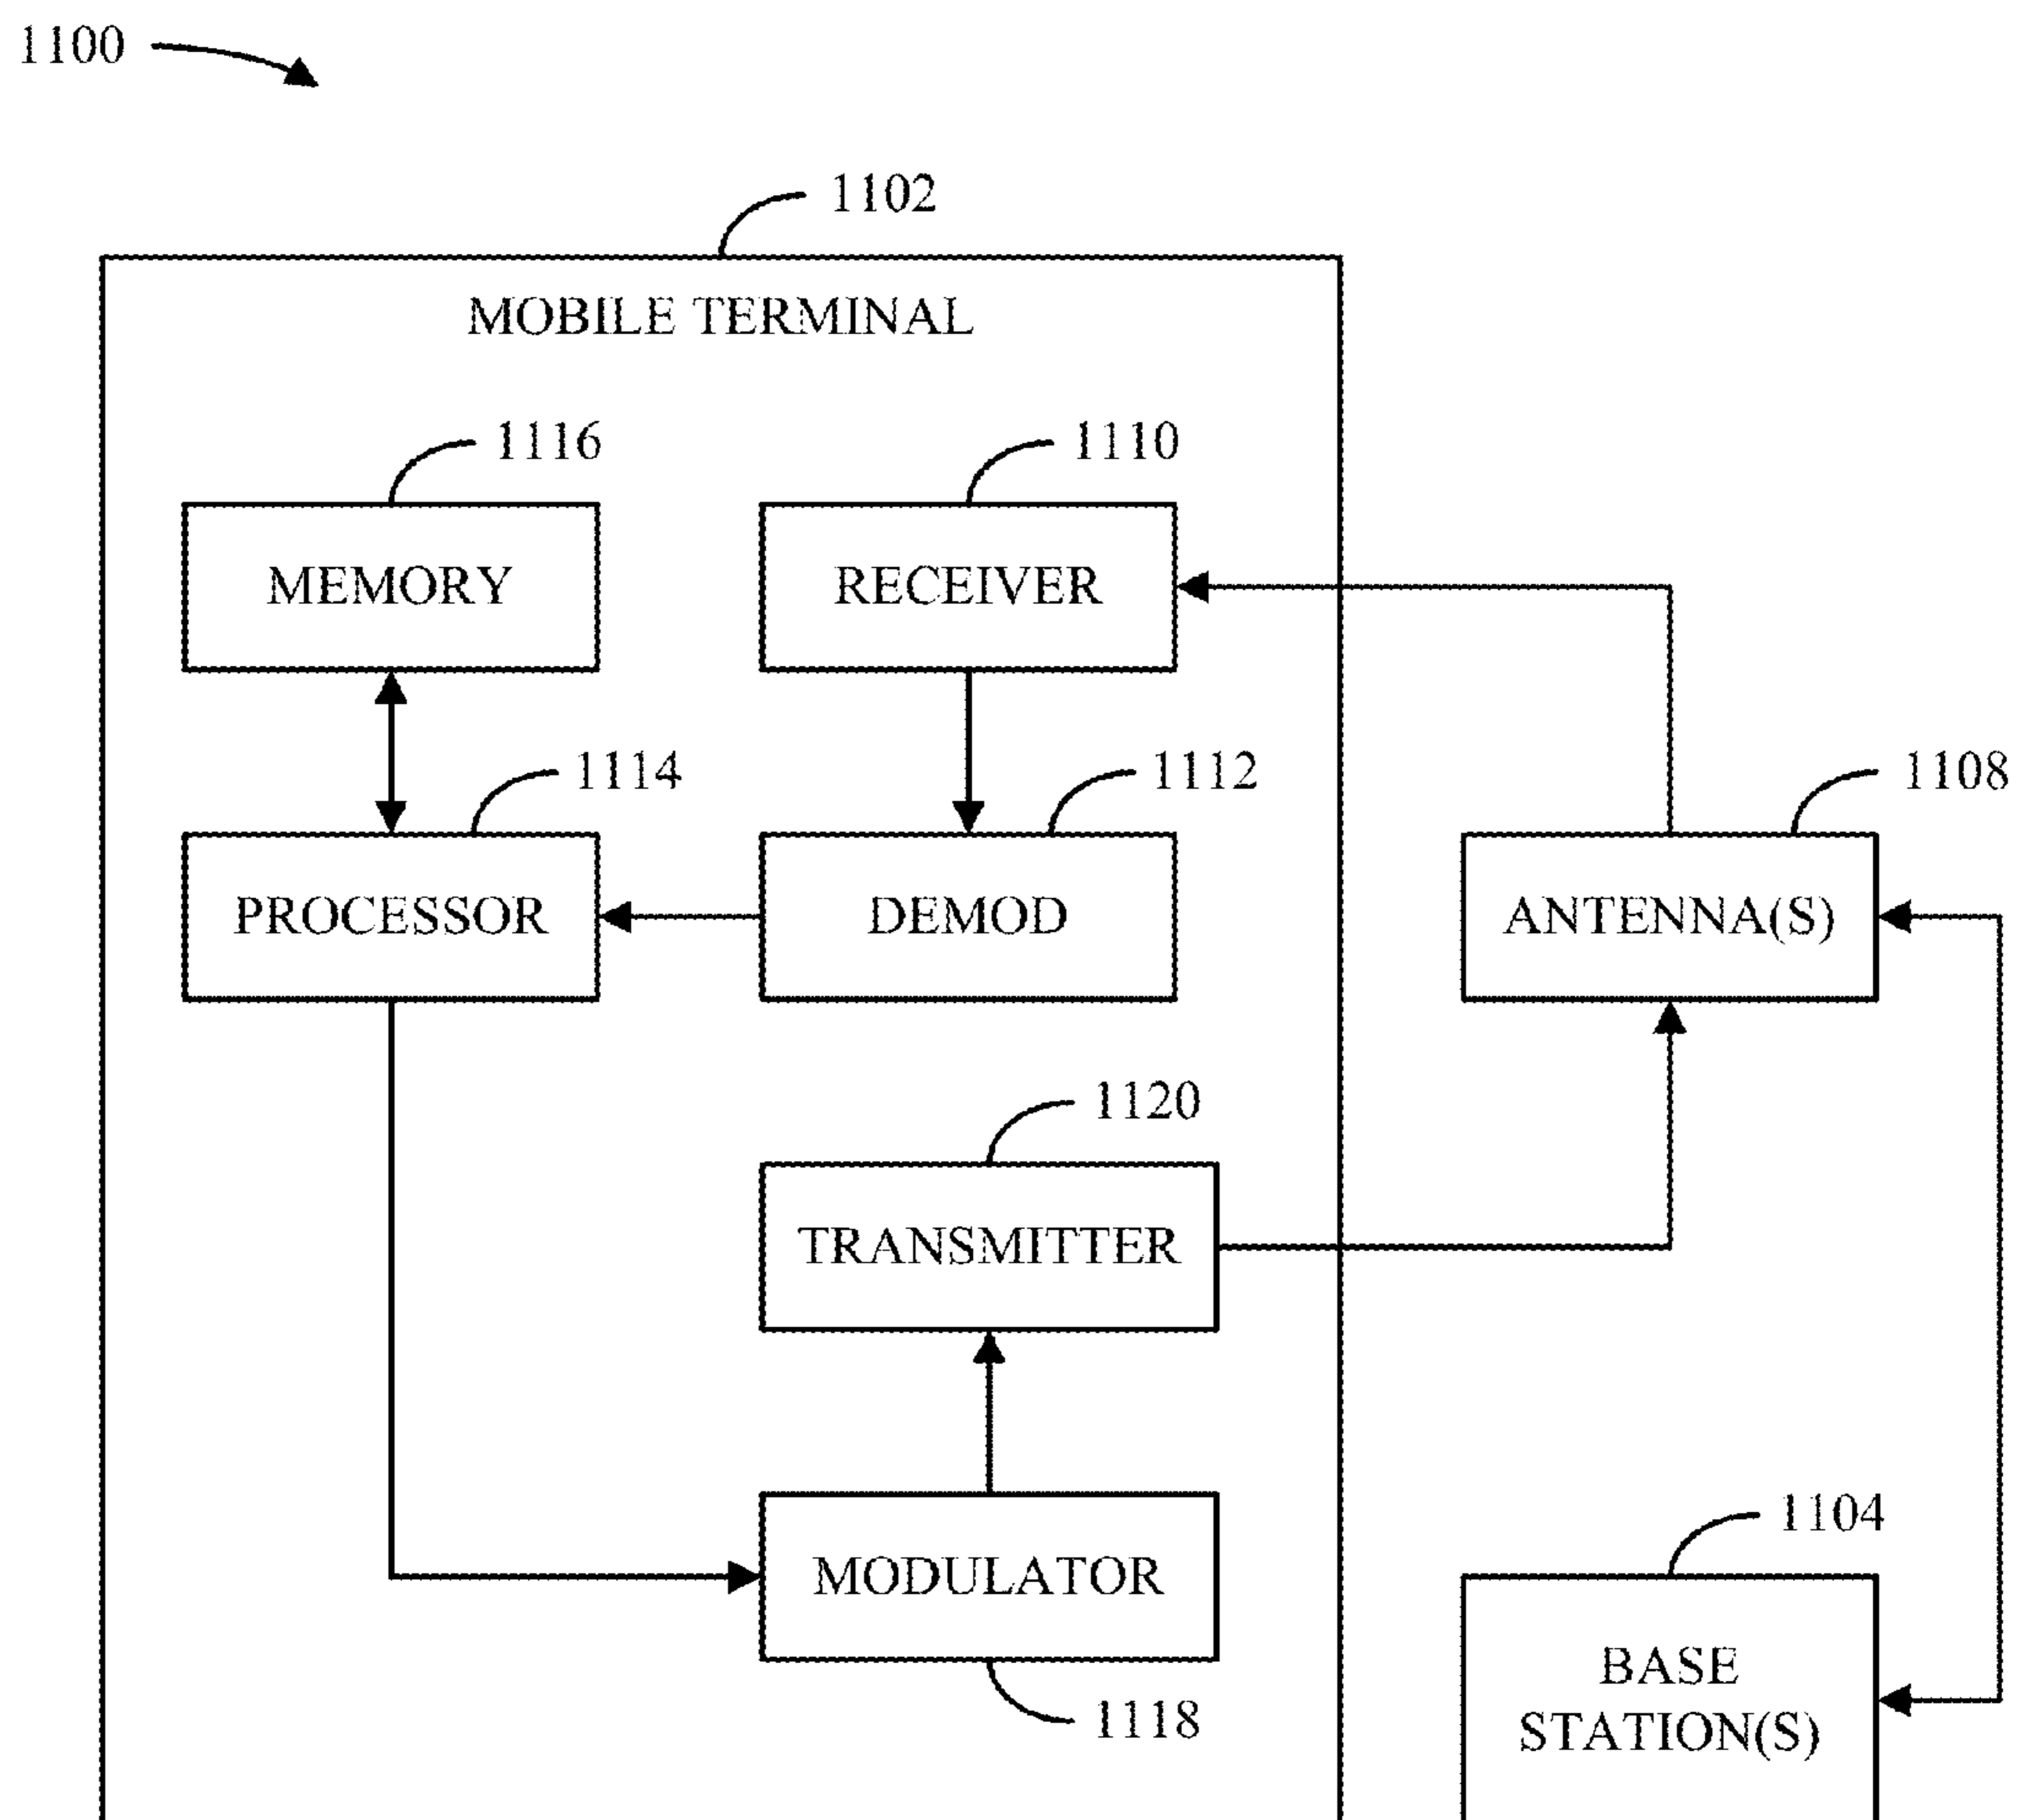 1100
1102
MOBILE TERMINAL
1116
1110
MEMORY
RECEIVER
1114
1112
1108
PROCESSOR
DEMOD
ANTENNA(S)
1120
TRANSMITTER
1104
MODULATOR
BASE
STATION(S)
1118